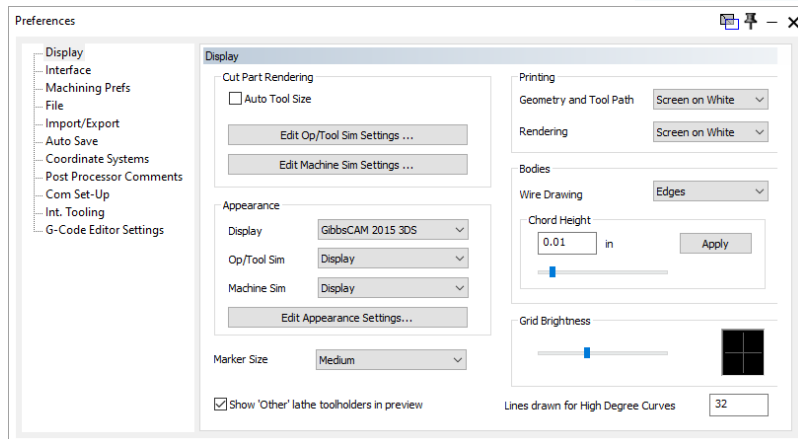 Preferences
Display
Interface
Machining Prefs
File
Import/Export
Auto Save
Coordinate Systems
Post Processor Comments
Com Set-Up
Int. Tooling
G-Code Editor Settings
Display
Cut Part Rendering
Auto Tool Size
Edit Op/Tool Sim Settings ...
Edit Machine Sim Settings ...
Appearance
Display GibbsCAM 2015 3DS
Op/Tool Sim Display
Machine Sim Display
Edit Appearance Settings...
Marker Size Medium
Show 'Other' lathe toolholders in preview
Printing
Geometry and Tool Path Screen on White
Rendering Screen on White
Bodies
Wire Drawing Edges
Chord Height
0.01 in Apply
Grid Brightness
Lines drawn for High Degree Curves 32